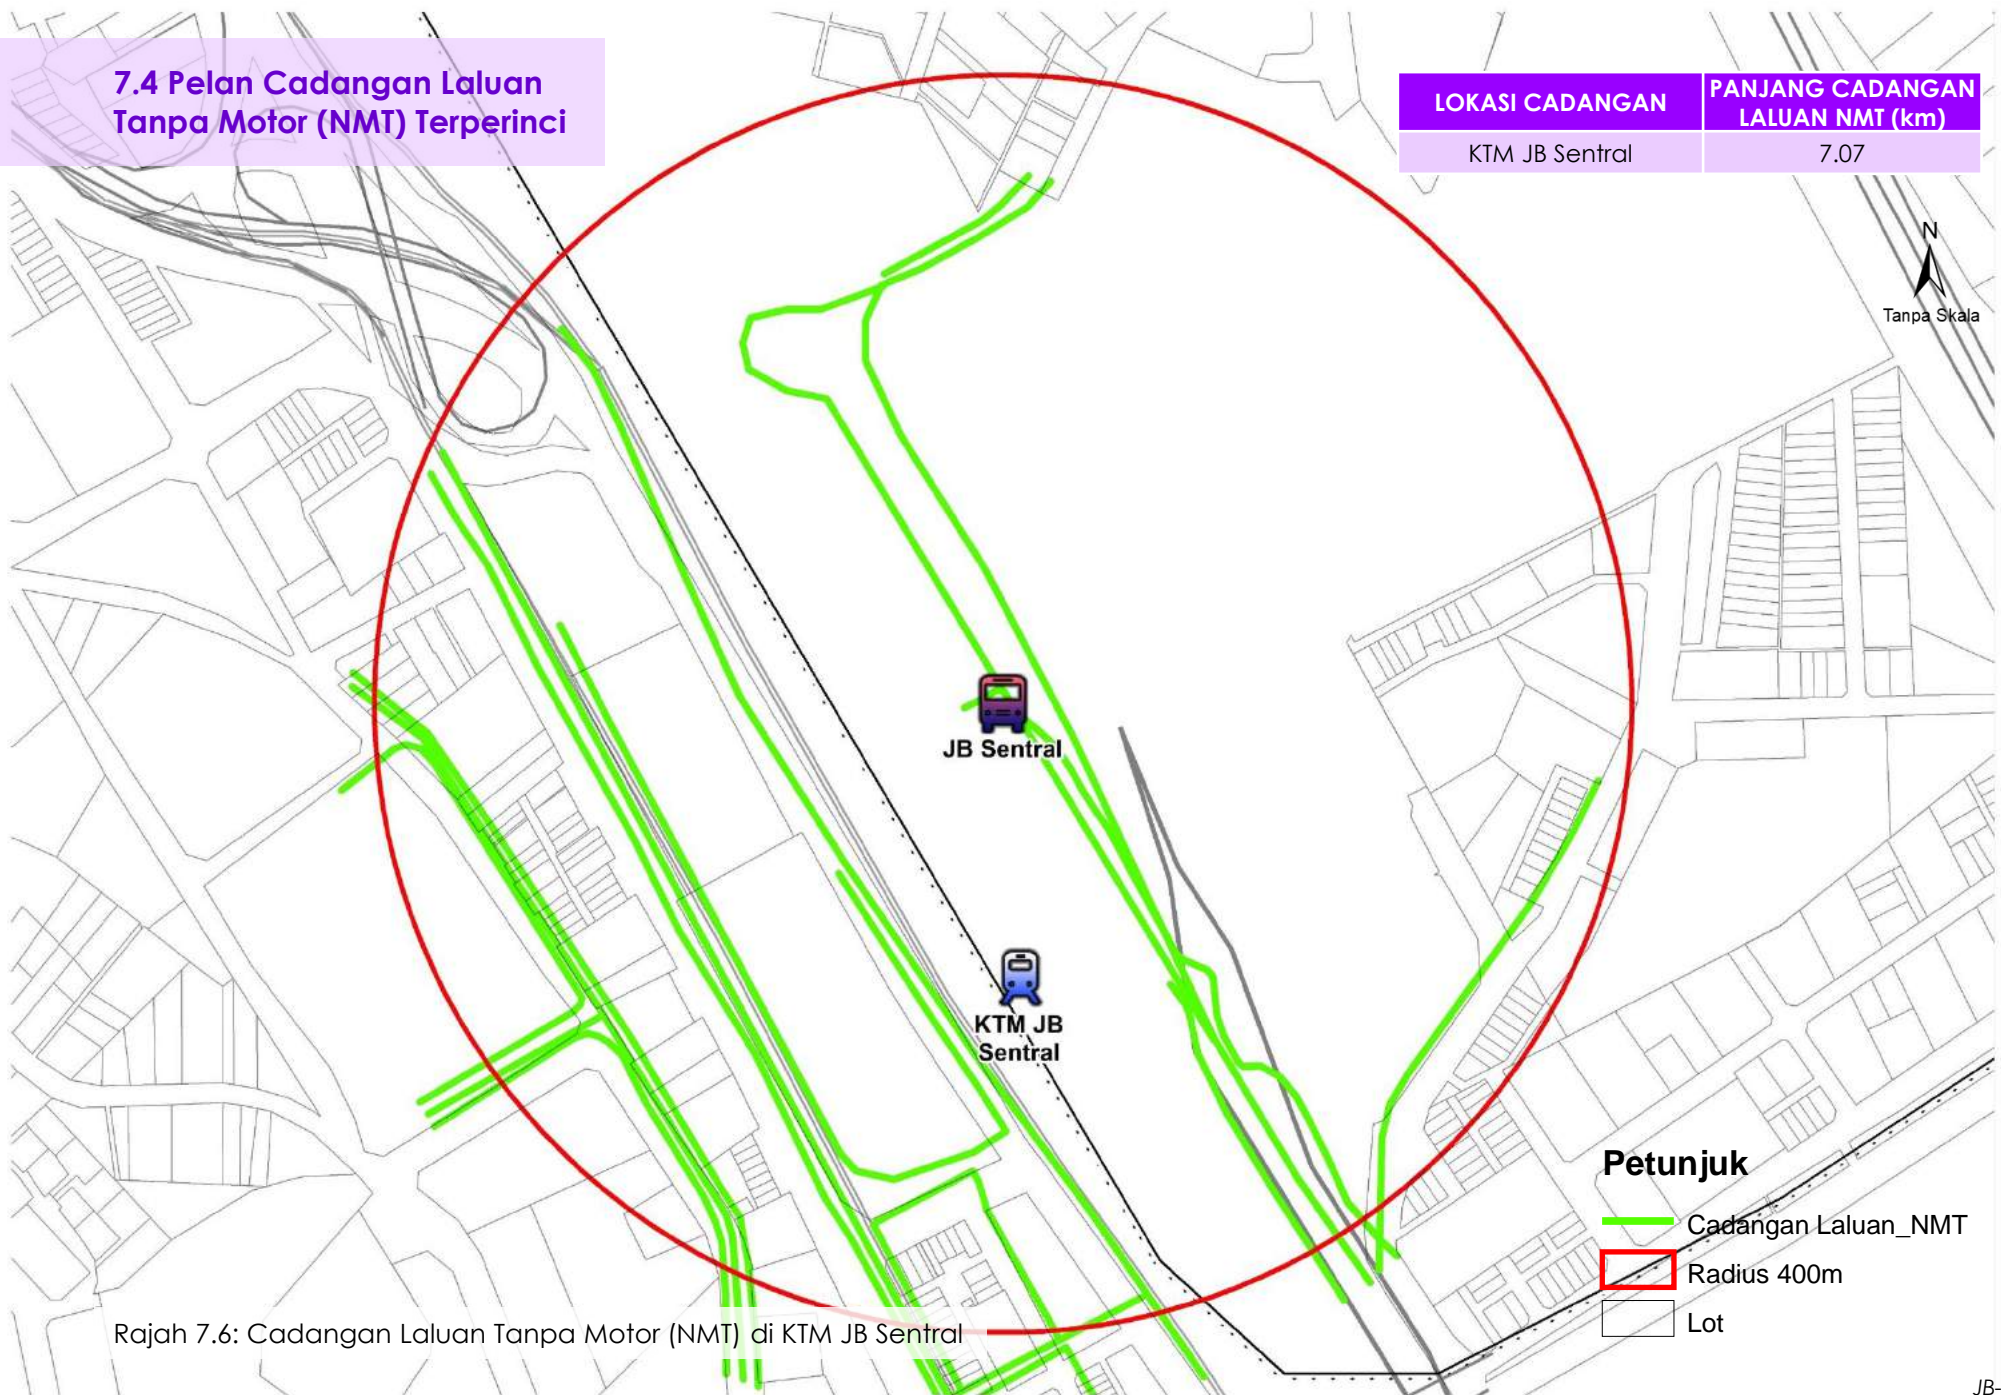 7.4 Pelan Cadangan Laluan
Tanpa Motor (NMT) Terperinci
LOKASI CADANGAN
PANJANG CADANGAN
LALUAN NMT (km)
KTM JB Sentral
7.07
N
Tanpa Skala
JB Sentral
KTM JB
Sentral
Petunjuk
Cadangan Laluan_NMT
Radius 400m
Lot
Rajah 7.6: Cadangan Laluan Tanpa Motor (NMT) di KTM JB Sentral
JB-